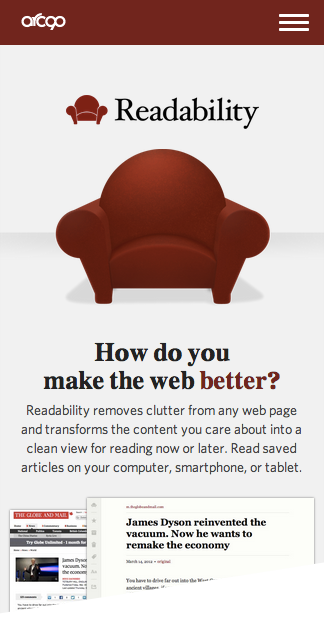 arc90
Readability
How do you
make the web better?
Readability removes clutter from any web page
and transforms the content you care about into a
clean view for reading now or later. Read saved
articles on your computer, smartphone, or tablet.
THE GLOBE AND MAIL
James Dyson reinvented the
vacuum. Now he wants to
remake the economy
March 14, 2012 • original
You have to drive far out into the
ancient villages,